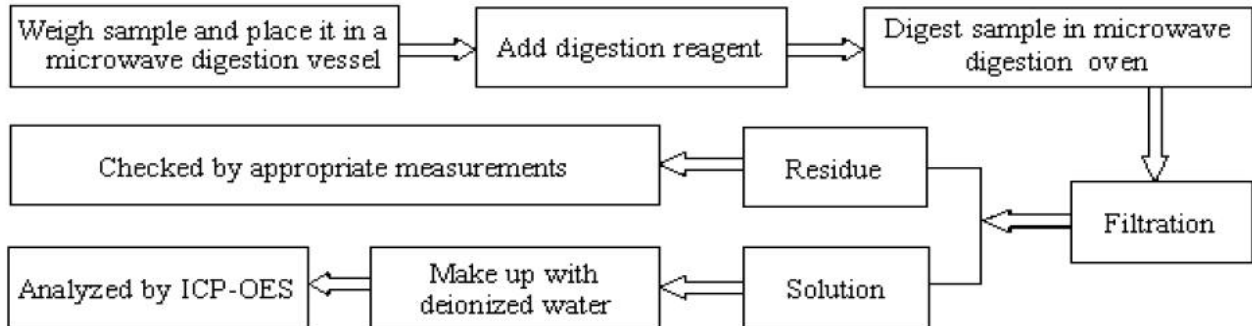 Weigh sample and place it in a
microwave digestion vessel
Add digestion reagent
Digest sample in microwave
digestion oven
Checked by appropriate measurements
Residue
Filtration
Analyzed by ICP-OES
Make up with
deionized water
Solution